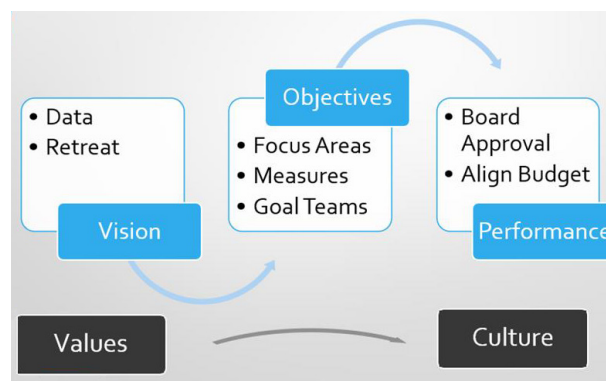 • Data
• Retreat
Vision
Objectives
• Focus Areas
• Measures
• Goal Teams
• Board
Approval
• Align Budget
Performance
Values
Culture